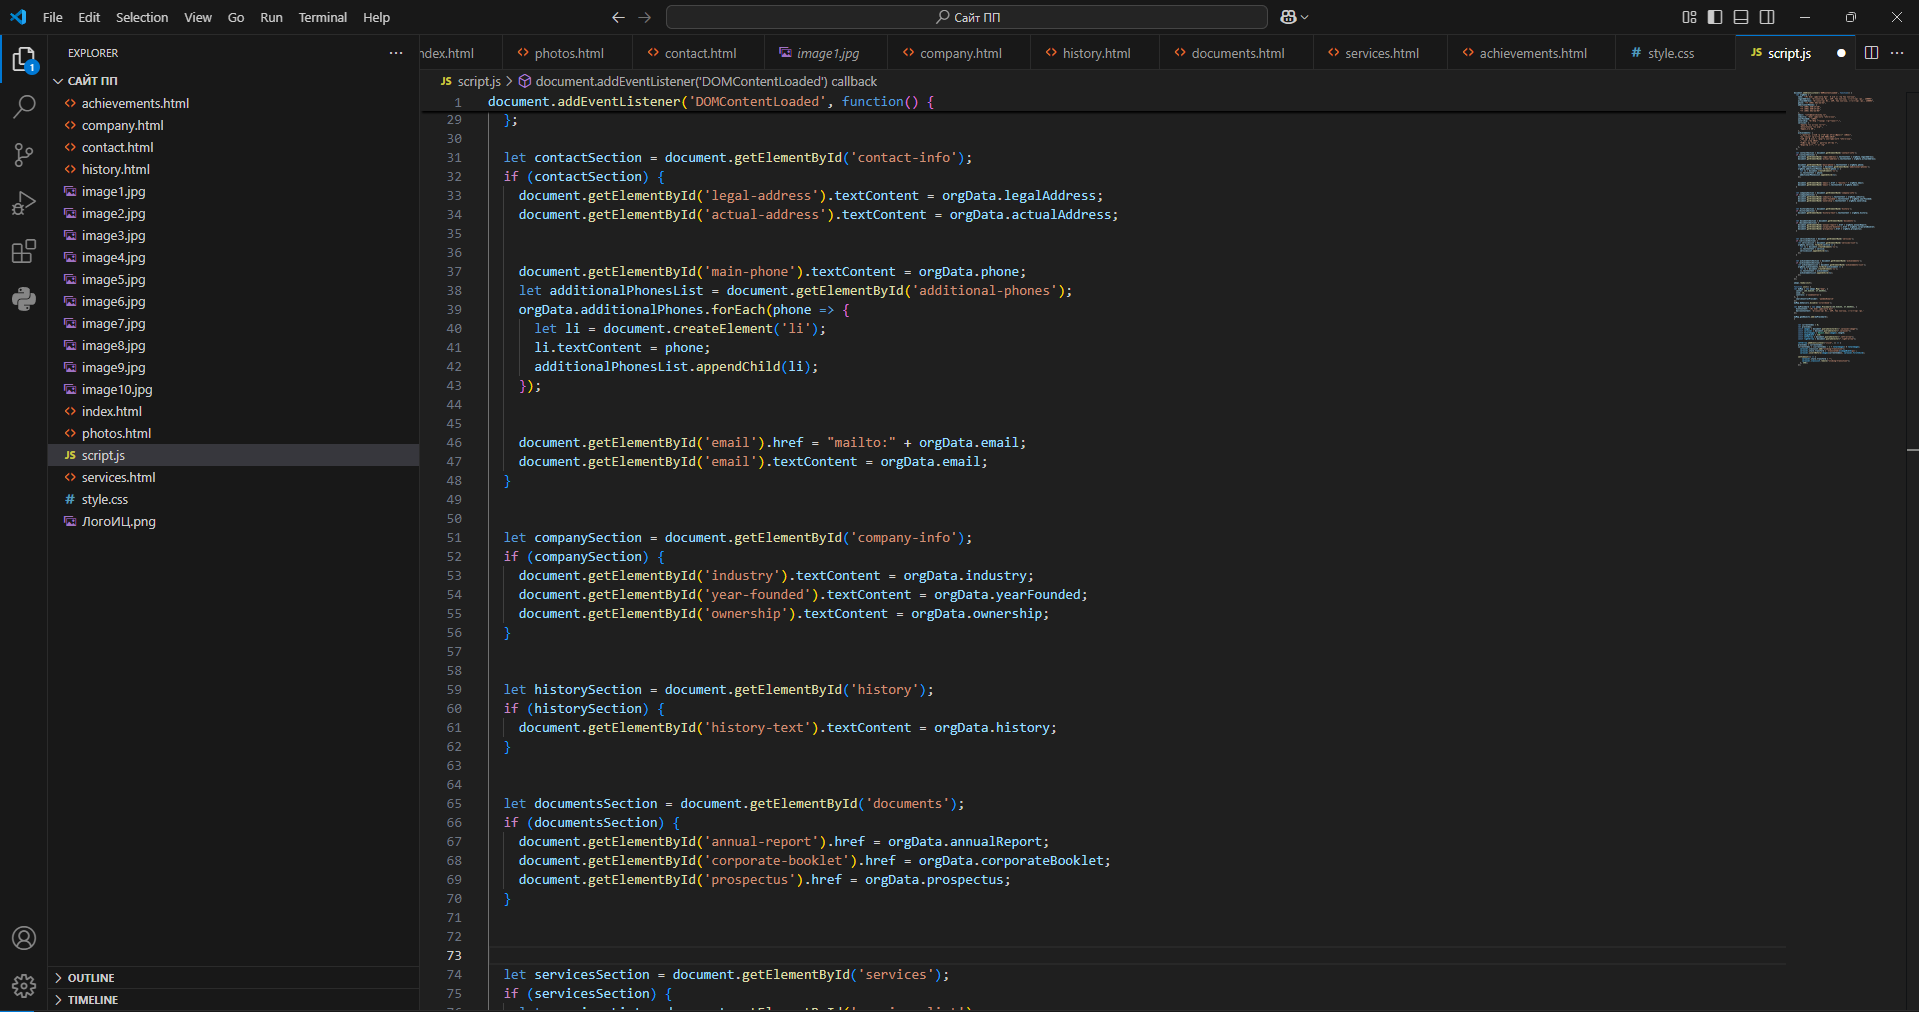 File Edit Selection View Go Run Terminal Help
Сайт ПП
EXPLORER
САЙТ ПП
achievements.html
company.html
contact.html
history.html
image1.jpg
image2.jpg
image3.jpg
image4.jpg
image5.jpg
image6.jpg
image7.jpg
image8.jpg
image9.jpg
image10.jpg
index.html
photos.html
JS script.js
services.html
# style.css
ЛогоИЦ.png
OUTLINE
TIMELINE
1
ndex.html photos.html contact.html image1.jpg company.html history.html documents.html services.html achievements.html # style.css JS script.js
JS script.js > document.addEventListener('DOMContentLoaded') callback
1 document.addEventListener('DOMContentLoaded', function() {
29 };
30
31 let contactSection = document.getElementById('contact-info');
32 if (contactSection) {
33 document.getElementById('legal-address').textContent = orgData.legalAddress;
34 document.getElementById('actual-address').textContent = orgData.actualAddress;
35
36
37 document.getElementById('main-phone').textContent = orgData.phone;
38 let additionalPhonesList = document.getElementById('additional-phones');
39 orgData.additionalPhones.forEach(phone => {
40 let li = document.createElement('li');
41 li.textContent = phone;
42 additionalPhonesList.appendChild(li);
43 });
44
45
46 document.getElementById('email').href = "mailto:" + orgData.email;
47 document.getElementById('email').textContent = orgData.email;
48 }
49
50
51 let companySection = document.getElementById('company-info');
52 if (companySection) {
53 document.getElementById('industry').textContent = orgData.industry;
54 document.getElementById('year-founded').textContent = orgData.yearFounded;
55 document.getElementById('ownership').textContent = orgData.ownership;
56 }
57
58
59 let historySection = document.getElementById('history');
60 if (historySection) {
61 document.getElementById('history-text').textContent = orgData.history;
62 }
63
64
65 let documentsSection = document.getElementById('documents');
66 if (documentsSection) {
67 document.getElementById('annual-report').href = orgData.annualReport;
68 document.getElementById('corporate-booklet').href = orgData.corporateBooklet;
69 document.getElementById('prospectus').href = orgData.prospectus;
70 }
71
72
73
74 let servicesSection = document.getElementById('services');
75 if (servicesSection) {